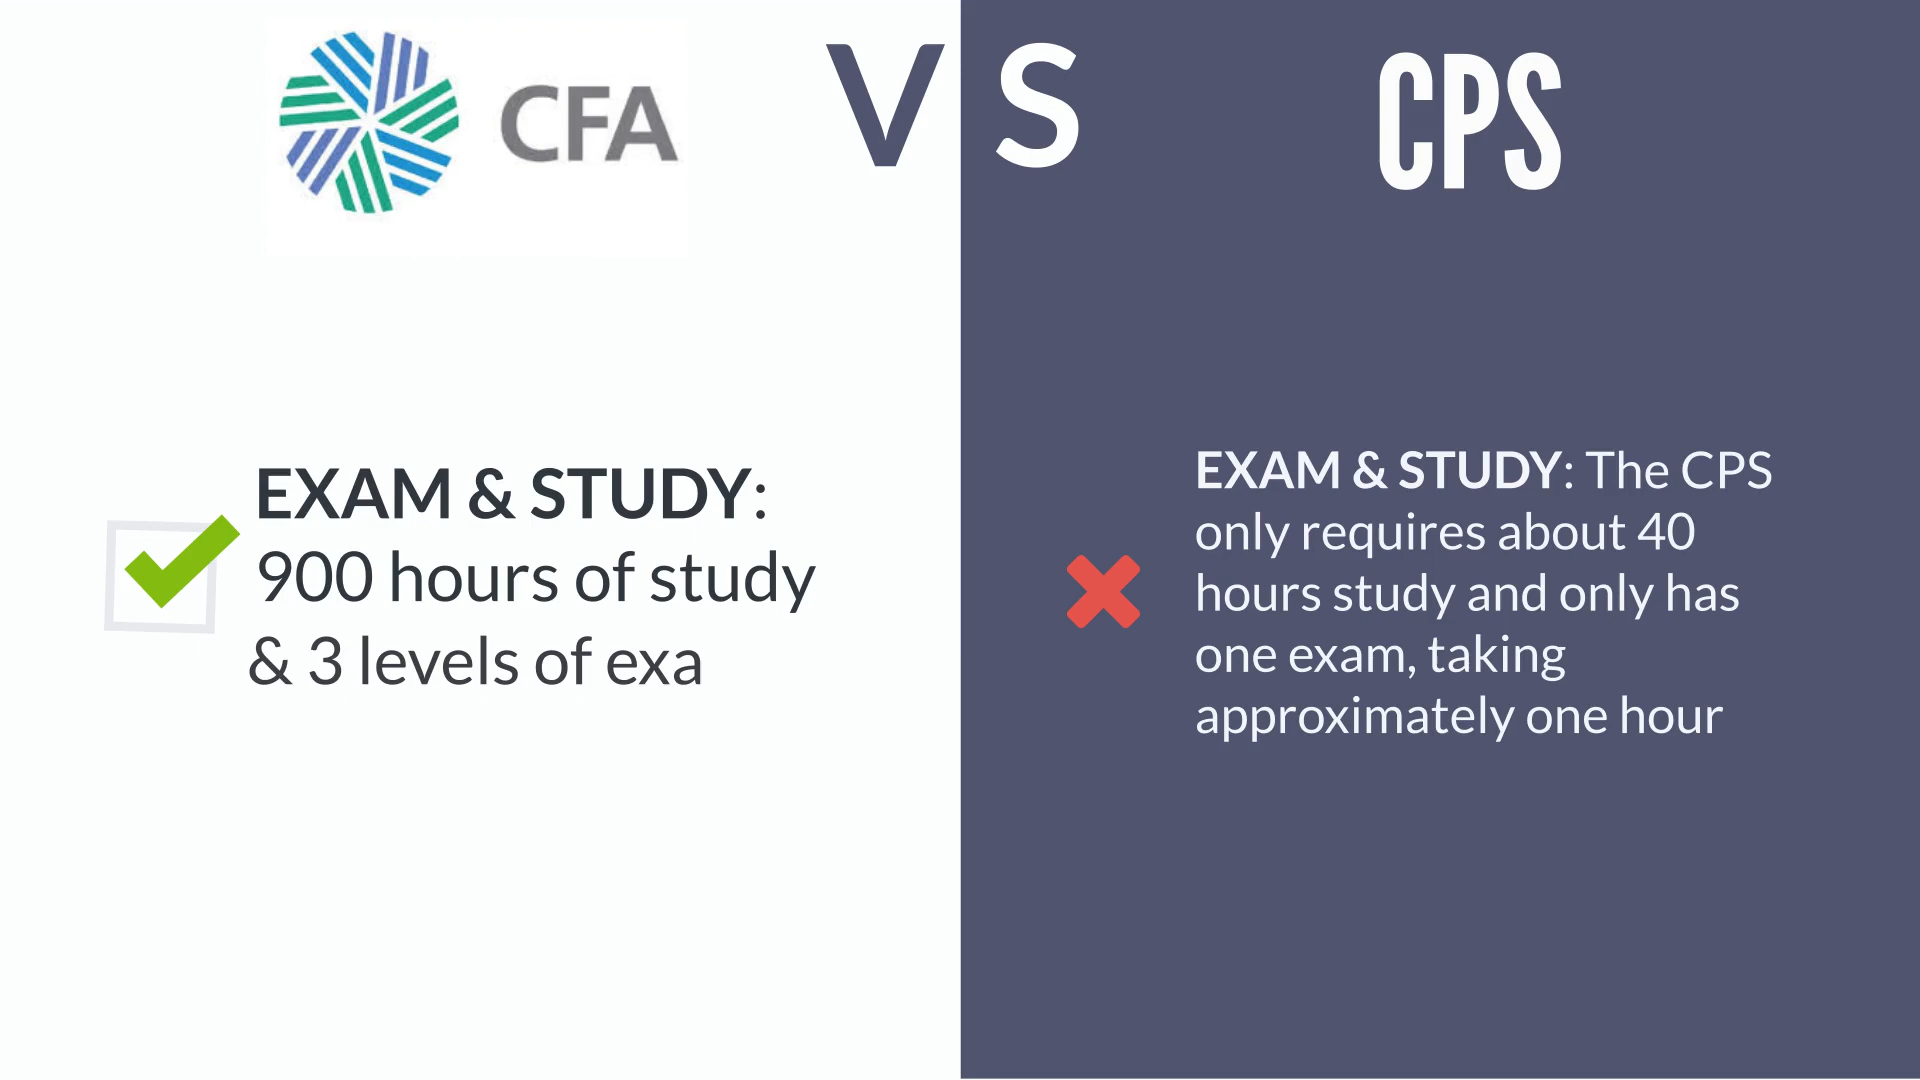 CFA
VS
CPS
EXAM & STUDY:
900 hours of study
& 3 levels of exa
EXAM & STUDY: The CPS
only requires about 40
hours study and only has
one exam, taking
approximately one hour